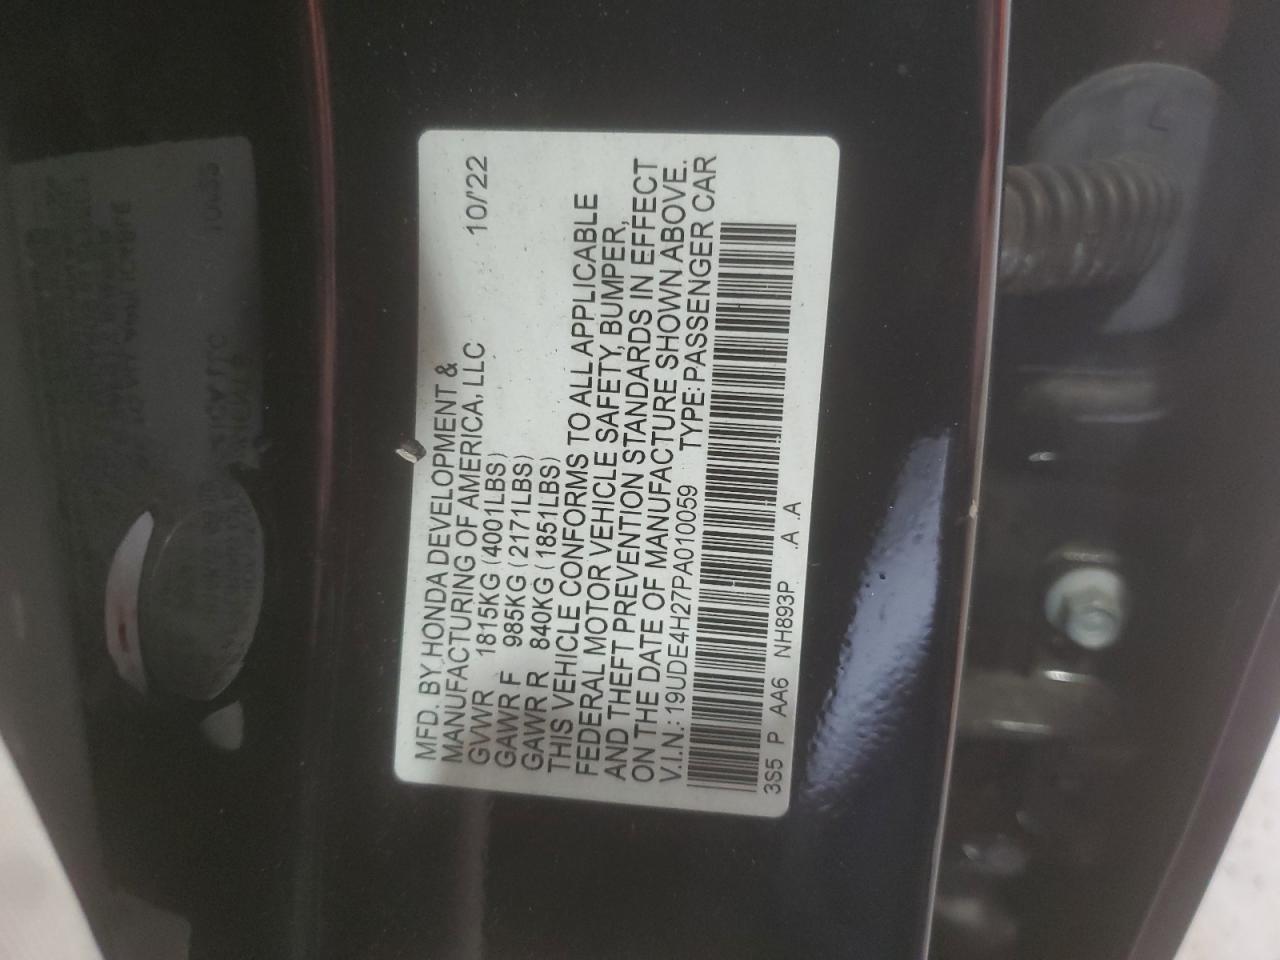 MFD. BY HONDA DEVELOPMENT &
MANUFACTURING OF AMERICA, LLC 10/'22
GVWR 1815KG (4001LBS)
GAWR F 985KG (2171LBS)
GAWR R 840KG (1851LBS)
THIS VEHICLE CONFORMS TO ALL APPLICABLE
FEDERAL MOTOR VEHICLE SAFETY, BUMPER,
AND THEFT PREVENTION STANDARDS IN EFFECT
ON THE DATE OF MANUFACTURE SHOWN ABOVE.
V.I.N.: 19UDE4H27PA010059 TYPE: PASSENGER CAR
3S5 P AA6 NH893P .A .A